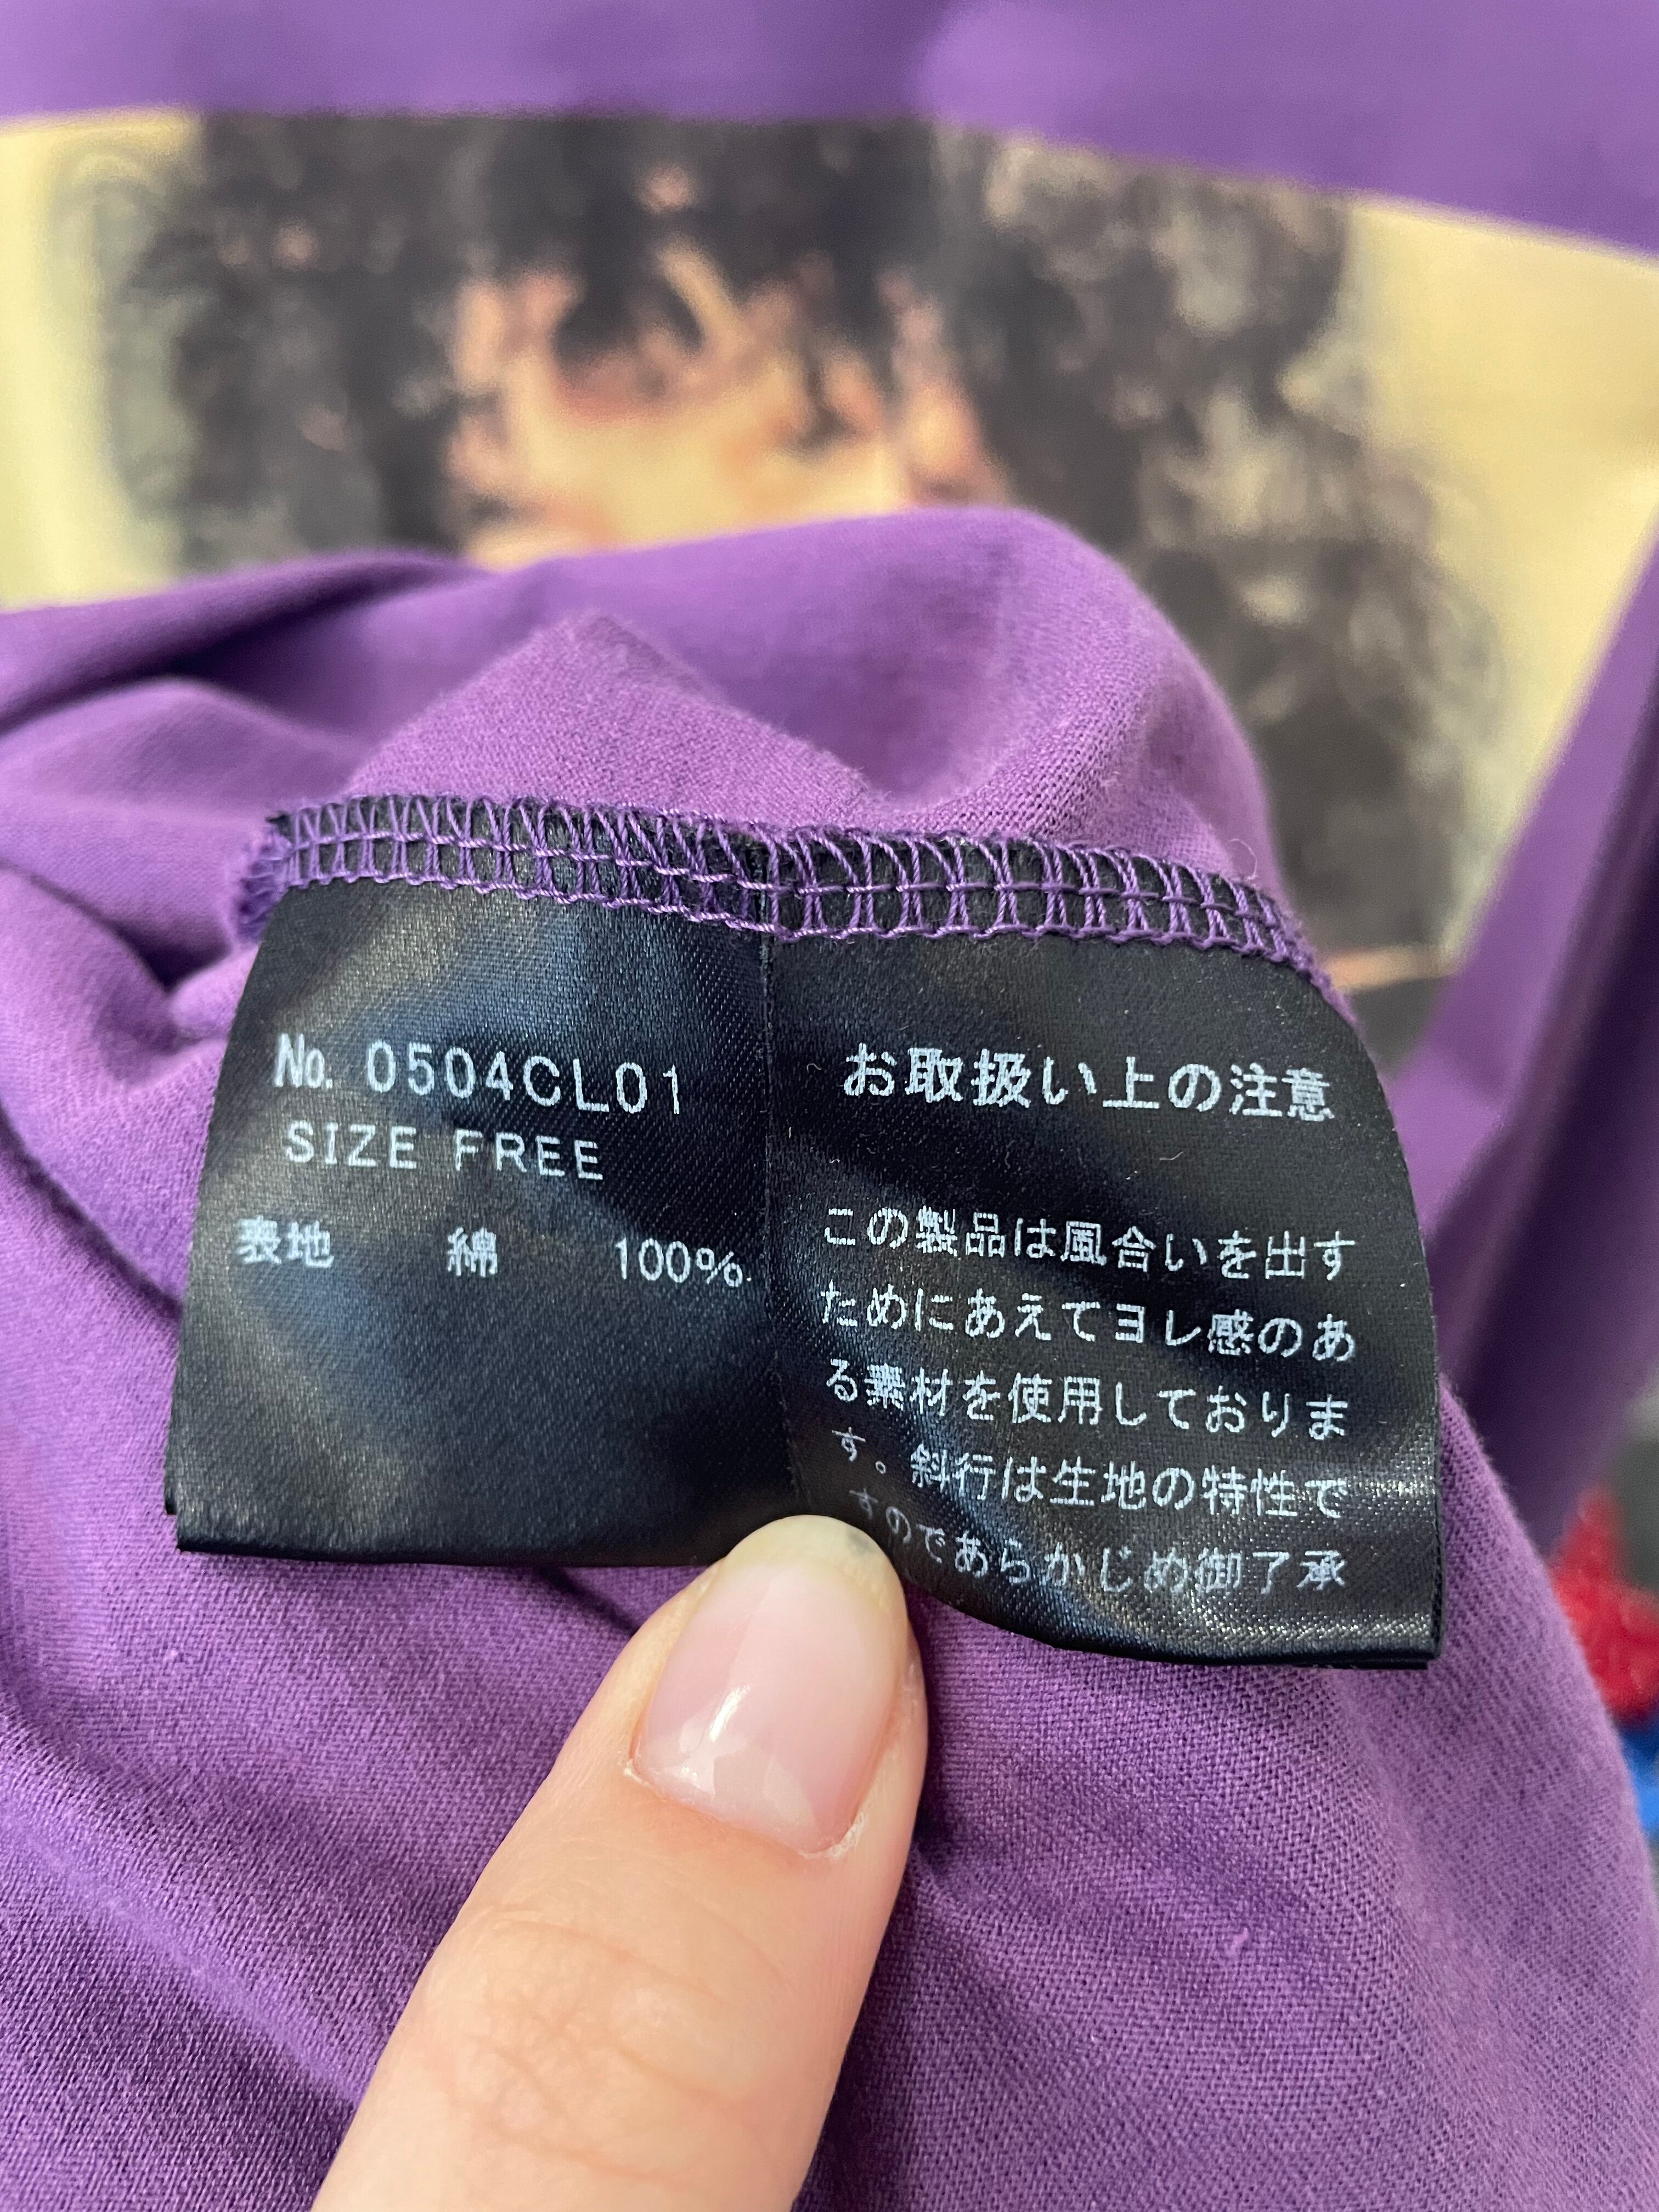 No. 0504CL01
SIZE FREE
表地 綿 100%
お取扱い上の注意
この製品は風合いを出す
ためにあえてヨレ感のあ
る素材を使用しておりま
す。斜行は生地の特性で
すのであらかじめ御了承